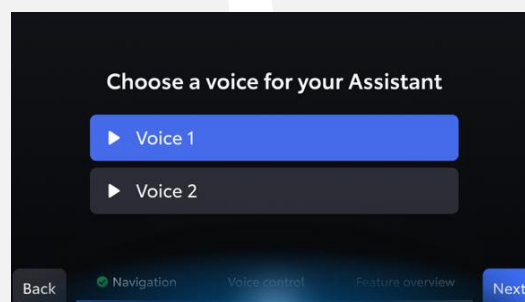 Choose a voice for your Assistant
Voice 1
Voice 2
Back
Navigation
Voice control
Feature overview
Next